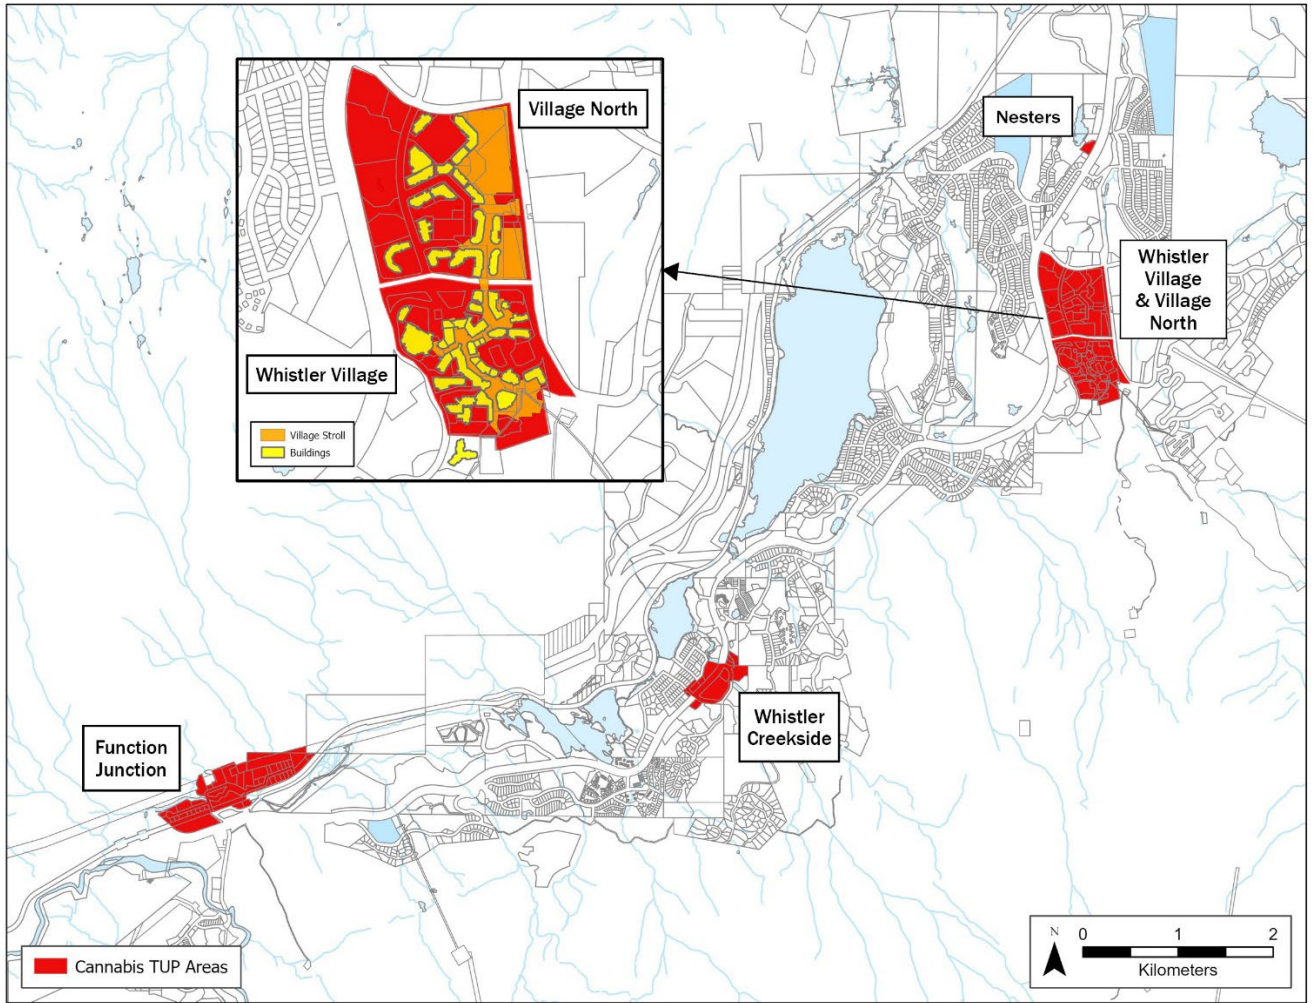 Village North
Nesters
Whistler
Village
& Village
North
Whistler Village
Village Stroll
Buildings
Whistler
Creekside
Function
Junction
Cannabis TUP Areas
N
0 1 2
Kilometers